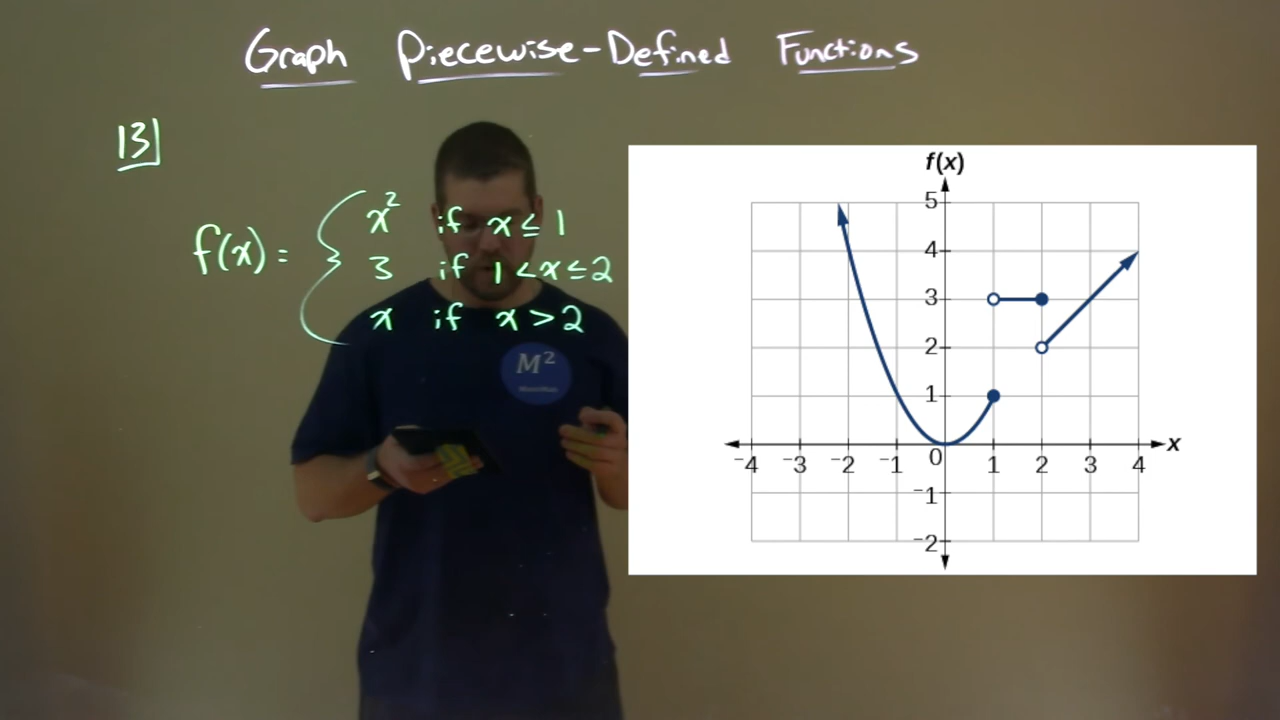 Graph Piecewise-Defined Functions
13
f(x) = { x² if x ≤ 1
3 if 1 < x ≤ 2
x if x > 2
M²
f(x)
5
4
3
2
1
-4 -3 -2 -1 0 1 2 3 4 x
-1
-2